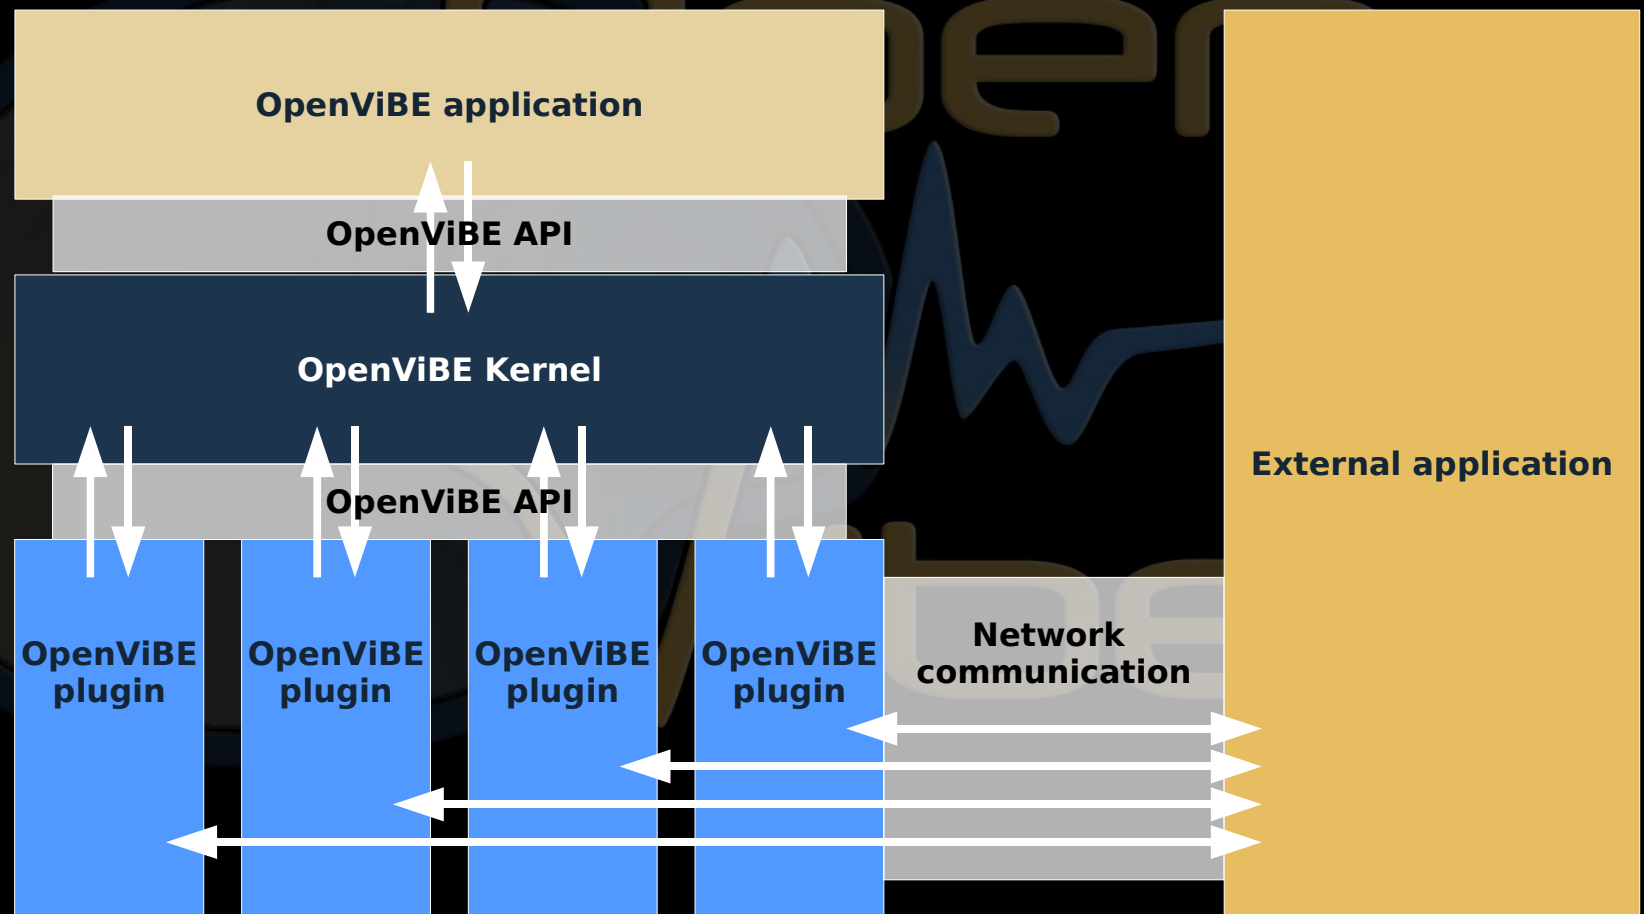 OpenViBE application
OpenViBE API
OpenViBE Kernel
OpenViBE API
OpenViBE
plugin
OpenViBE
plugin
OpenViBE
plugin
OpenViBE
plugin
Network
communication
External application